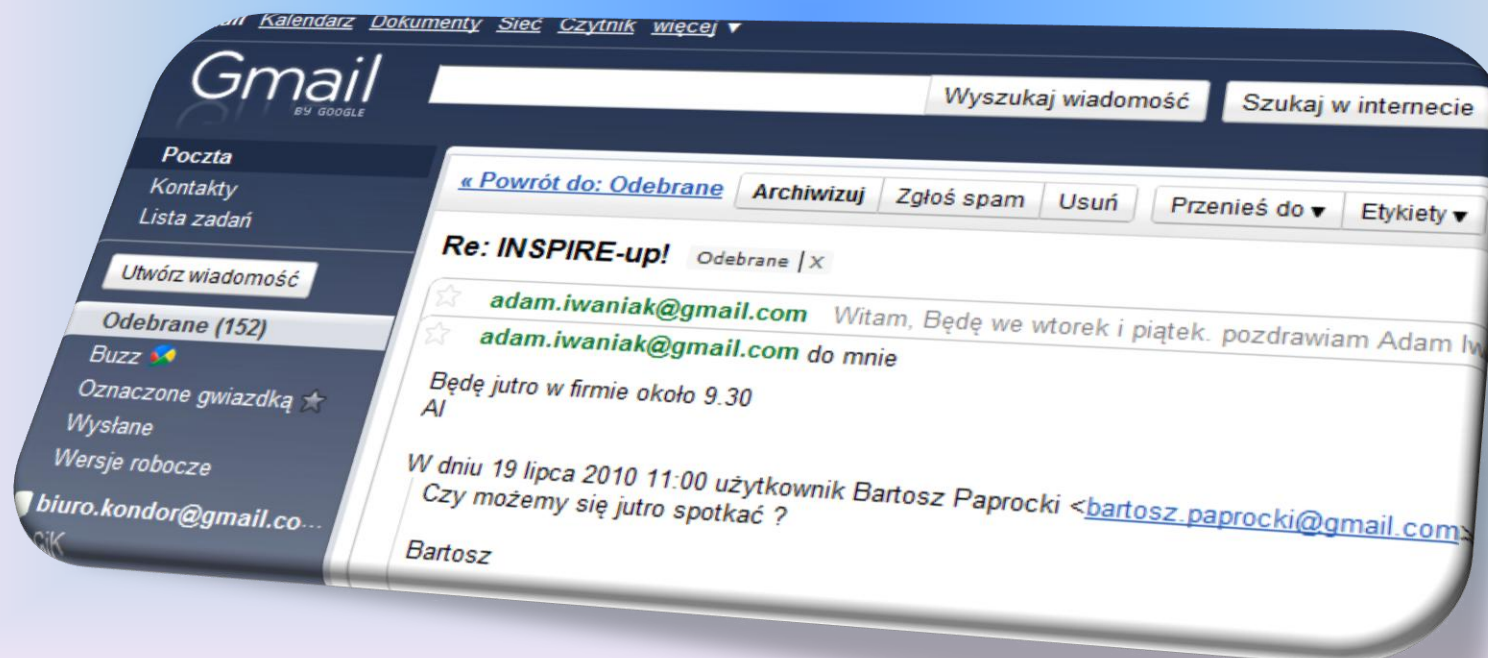 Kalendarz Dokumenty Sieć Czytnik więcej ▼
Gmail
BY GOOGLE
Wyszukaj wiadomość Szukaj w internecie
Poczta
Kontakty
Lista zadań
Utwórz wiadomość
Odebrane (152)
Buzz
Oznaczone gwiazdką
Wysłane
Wersje robocze
biuro.kondor@gmail.co...
« Powrót do: Odebrane Archiwizuj Zgłoś spam Usuń Przenieś do ▼ Etykiety ▼
Re: INSPIRE-up! Odebrane | X
adam.iwaniak@gmail.com Witam, Będę we wtorek i piątek. pozdrawiam Adam Iw
adam.iwaniak@gmail.com do mnie
Będę jutro w firmie około 9.30
AI
W dniu 19 lipca 2010 11:00 użytkownik Bartosz Paprocki <bartosz.paprocki@gmail.com>
Czy możemy się jutro spotkać ?
Bartosz